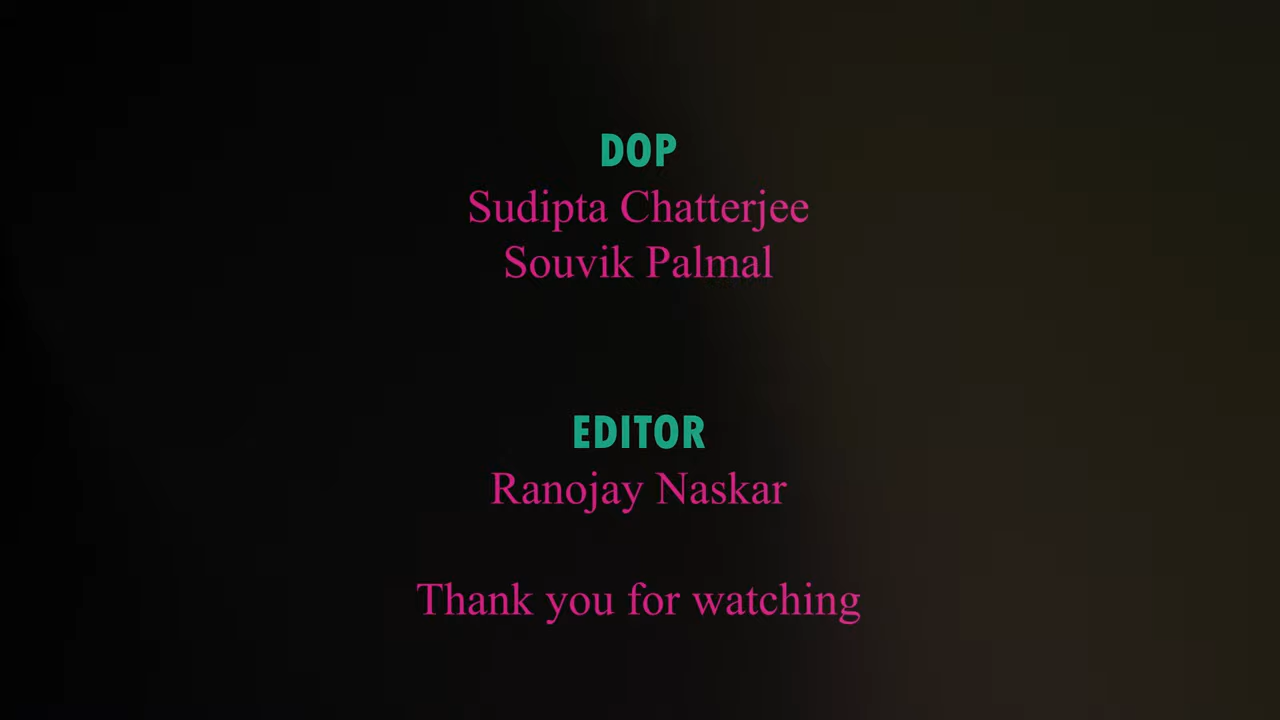 DOP
Sudipta Chatterjee
Souvik Palmal
EDITOR
Ranojay Naskar
Thank you for watching